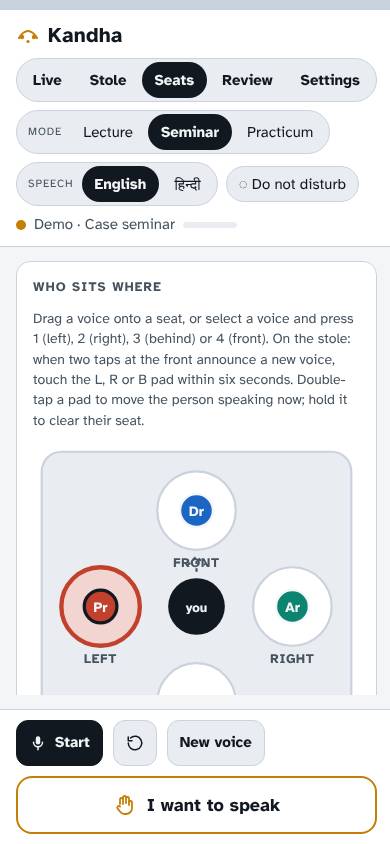 Kandha
Live Stole Seats Review Settings
MODE Lecture Seminar Practicum
SPEECH English हिन्दी Do not disturb
Demo · Case seminar
WHO SITS WHERE
Drag a voice onto a seat, or select a voice and press
1 (left), 2 (right), 3 (behind) or 4 (front). On the stole:
when two taps at the front announce a new voice,
touch the L, R or B pad within six seconds. Double-
tap a pad to move the person speaking now; hold it
to clear their seat.
Dr
FRONT
Pr you Ar
LEFT RIGHT
Start New voice
I want to speak